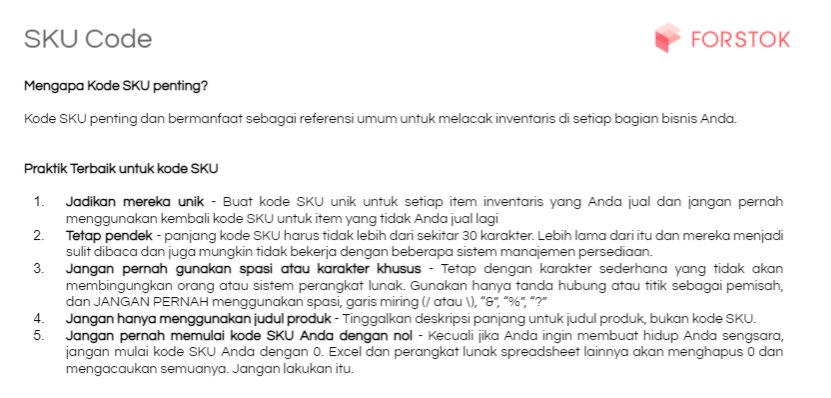 SKU Code
FORSTOK
Mengapa Kode SKU penting?
Kode SKU penting dan bermanfaat sebagai referensi umum untuk melacak inventaris di setiap bagian bisnis Anda.
Praktik Terbaik untuk kode SKU
1. Jadikan mereka unik - Buat kode SKU unik untuk setiap item inventaris yang Anda jual dan jangan pernah
menggunakan kembali kode SKU untuk item yang tidak Anda jual lagi
2. Tetap pendek - panjang kode SKU harus tidak lebih dari sekitar 30 karakter. Lebih lama dari itu dan mereka menjadi
sulit dibaca dan juga mungkin tidak bekerja dengan beberapa sistem manajemen persediaan.
3. Jangan pernah gunakan spasi atau karakter khusus - Tetap dengan karakter sederhana yang tidak akan
membingungkan orang atau sistem perangkat lunak. Gunakan hanya tanda hubung atau titik sebagai pemisah,
dan JANGAN PERNAH menggunakan spasi, garis miring (/ atau \), "&", "%", "?"
4. Jangan hanya menggunakan judul produk - Tinggalkan deskripsi panjang untuk judul produk, bukan kode SKU.
5. Jangan pernah memulai kode SKU Anda dengan nol - Kecuali jika Anda ingin membuat hidup Anda sengsara,
jangan mulai kode SKU Anda dengan 0. Excel dan perangkat lunak spreadsheet lainnya akan menghapus 0 dan
mengacaukan semuanya. Jangan lakukan itu.